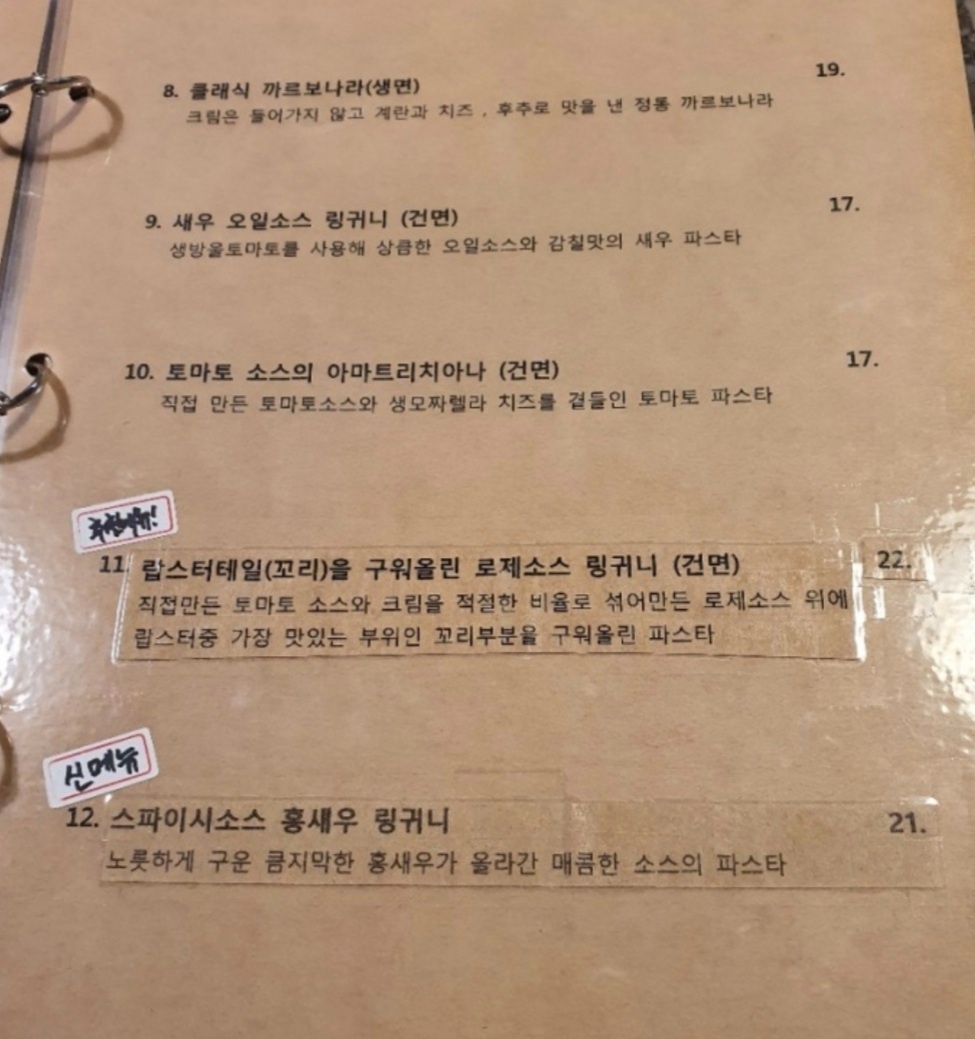 8.클래식 까르보나라(생면) 19.
크림은 들어가지 않고 계란과 치즈 , 후추로 맛을 낸 정통 까르보나라
9. 새우 오일소스 링귀니 (건면) 17.
생방울토마토를 사용해 상큼한 오일소스와 감칠맛의 새우 파스타
10. 토마토 소스의 아마트리치아나 (건면) 17.
직접 만든 토마토소스와 생모짜렐라 치즈를 곁들인 토마토 파스타
추천메뉴!
11. 랍스터테일(꼬리)을 구워올린 로제소스 링귀니 (건면) 22.
직접만든 토마토 소스와 크림을 적절한 비율로 섞어만든 로제소스 위에
랍스터중 가장 맛있는 부위인 꼬리부분을 구워올린 파스타
신메뉴
12. 스파이시소스 홍새우 링귀니 21.
노릇하게 구운 큼지막한 홍새우가 올라간 매콤한 소스의 파스타